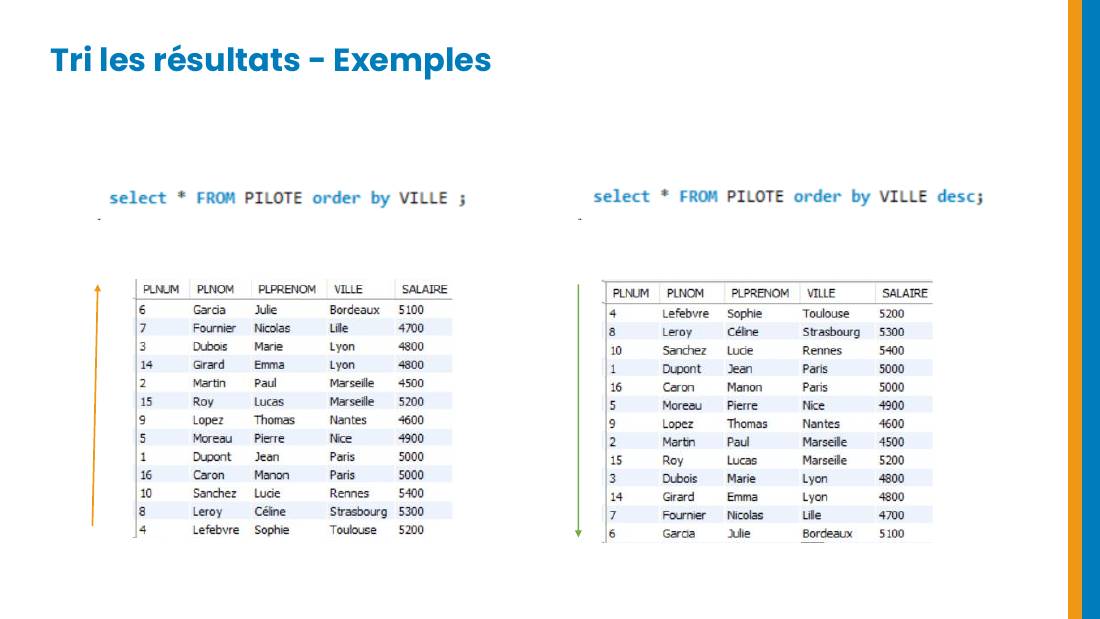 Tri les résultats - Exemples
select * FROM PILOTE order by VILLE ;
PLNUM PLNOM PLPRENOM VILLE SALAIRE
6 Garcia Julie Bordeaux 5100
7 Fournier Nicolas Lille 4700
3 Dubois Marie Lyon 4800
14 Girard Emma Lyon 4800
2 Martin Paul Marseille 4500
15 Roy Lucas Marseille 5200
9 Lopez Thomas Nantes 4600
5 Moreau Pierre Nice 4900
1 Dupont Jean Paris 5000
16 Caron Manon Paris 5000
10 Sanchez Lucie Rennes 5400
8 Leroy Céline Strasbourg 5300
4 Lefebvre Sophie Toulouse 5200
select * FROM PILOTE order by VILLE desc;
PLNUM PLNOM PLPRENOM VILLE SALAIRE
4 Lefebvre Sophie Toulouse 5200
8 Leroy Céline Strasbourg 5300
10 Sanchez Lucie Rennes 5400
1 Dupont Jean Paris 5000
16 Caron Manon Paris 5000
5 Moreau Pierre Nice 4900
9 Lopez Thomas Nantes 4600
2 Martin Paul Marseille 4500
15 Roy Lucas Marseille 5200
3 Dubois Marie Lyon 4800
14 Girard Emma Lyon 4800
7 Fournier Nicolas Lille 4700
6 Garcia Julie Bordeaux 5100